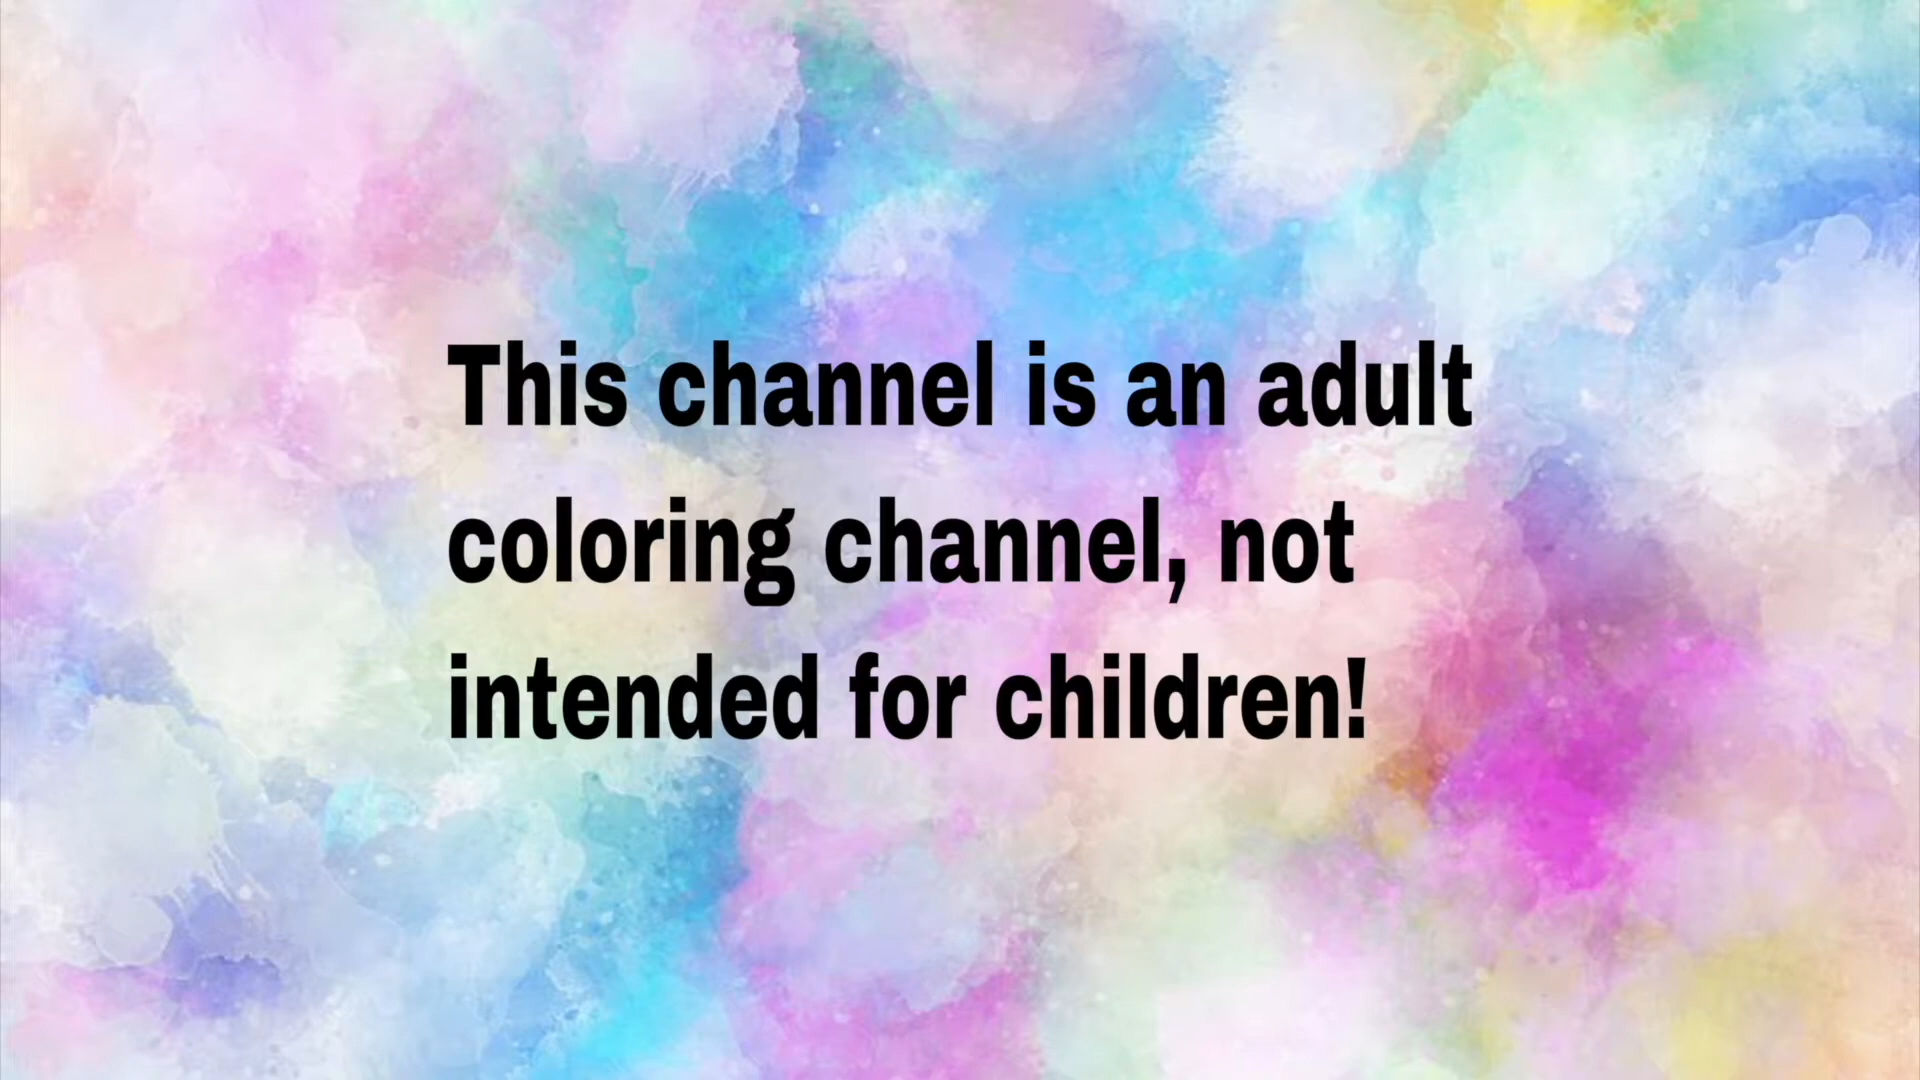 This channel is an adult
coloring channel, not
intended for children!